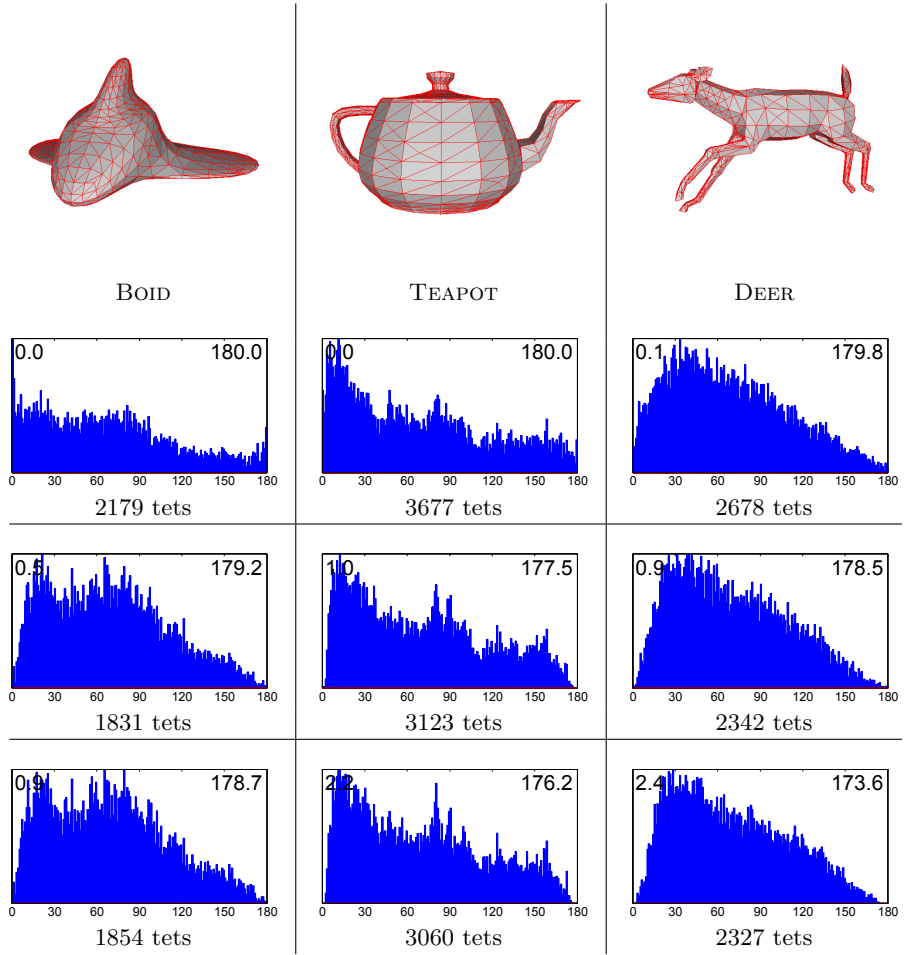 BOID TEAPOT DEER
0.0 180.0 0.0 180.0 0.1 179.8
0 30 60 90 120 150 180 0 30 60 90 120 150 180 0 30 60 90 120 150 180
2179 tets 3677 tets 2678 tets
0.5 179.2 1.0 177.5 0.9 178.5
0 30 60 90 120 150 180 0 30 60 90 120 150 180 0 30 60 90 120 150 180
1831 tets 3123 tets 2342 tets
0.9 178.7 2.2 176.2 2.4 173.6
0 30 60 90 120 150 180 0 30 60 90 120 150 180 0 30 60 90 120 150 180
1854 tets 3060 tets 2327 tets